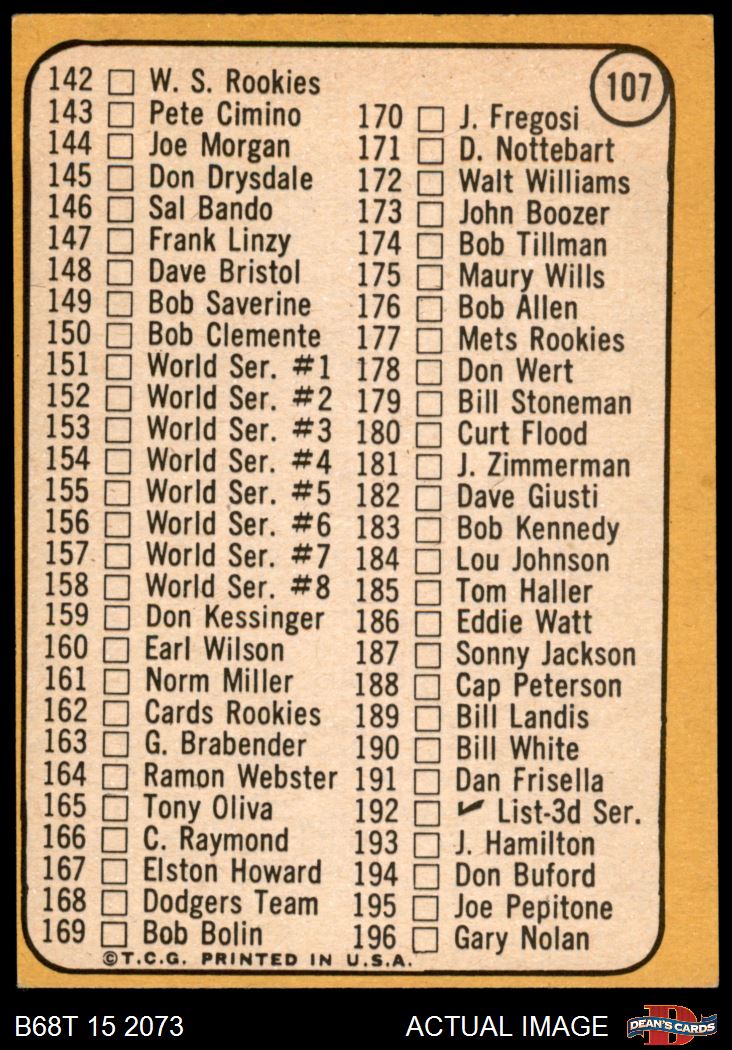 107
142 W. S. Rookies
143 Pete Cimino
144 Joe Morgan
145 Don Drysdale
146 Sal Bando
147 Frank Linzy
148 Dave Bristol
149 Bob Saverine
150 Bob Clemente
151 World Ser. #1
152 World Ser. #2
153 World Ser. #3
154 World Ser. #4
155 World Ser. #5
156 World Ser. #6
157 World Ser. #7
158 World Ser. #8
159 Don Kessinger
160 Earl Wilson
161 Norm Miller
162 Cards Rookies
163 G. Brabender
164 Ramon Webster
165 Tony Oliva
166 C. Raymond
167 Elston Howard
168 Dodgers Team
169 Bob Bolin
170 J. Fregosi
171 D. Nottebart
172 Walt Williams
173 John Boozer
174 Bob Tillman
175 Maury Wills
176 Bob Allen
177 Mets Rookies
178 Don Wert
179 Bill Stoneman
180 Curt Flood
181 J. Zimmerman
182 Dave Giusti
183 Bob Kennedy
184 Lou Johnson
185 Tom Haller
186 Eddie Watt
187 Sonny Jackson
188 Cap Peterson
189 Bill Landis
190 Bill White
191 Dan Frisella
192 ✓ List-3d Ser.
193 J. Hamilton
194 Don Buford
195 Joe Pepitone
196 Gary Nolan
©T.C.G. PRINTED IN U.S.A.
B68T 15 2073 ACTUAL IMAGE
DEAN'S CARDS